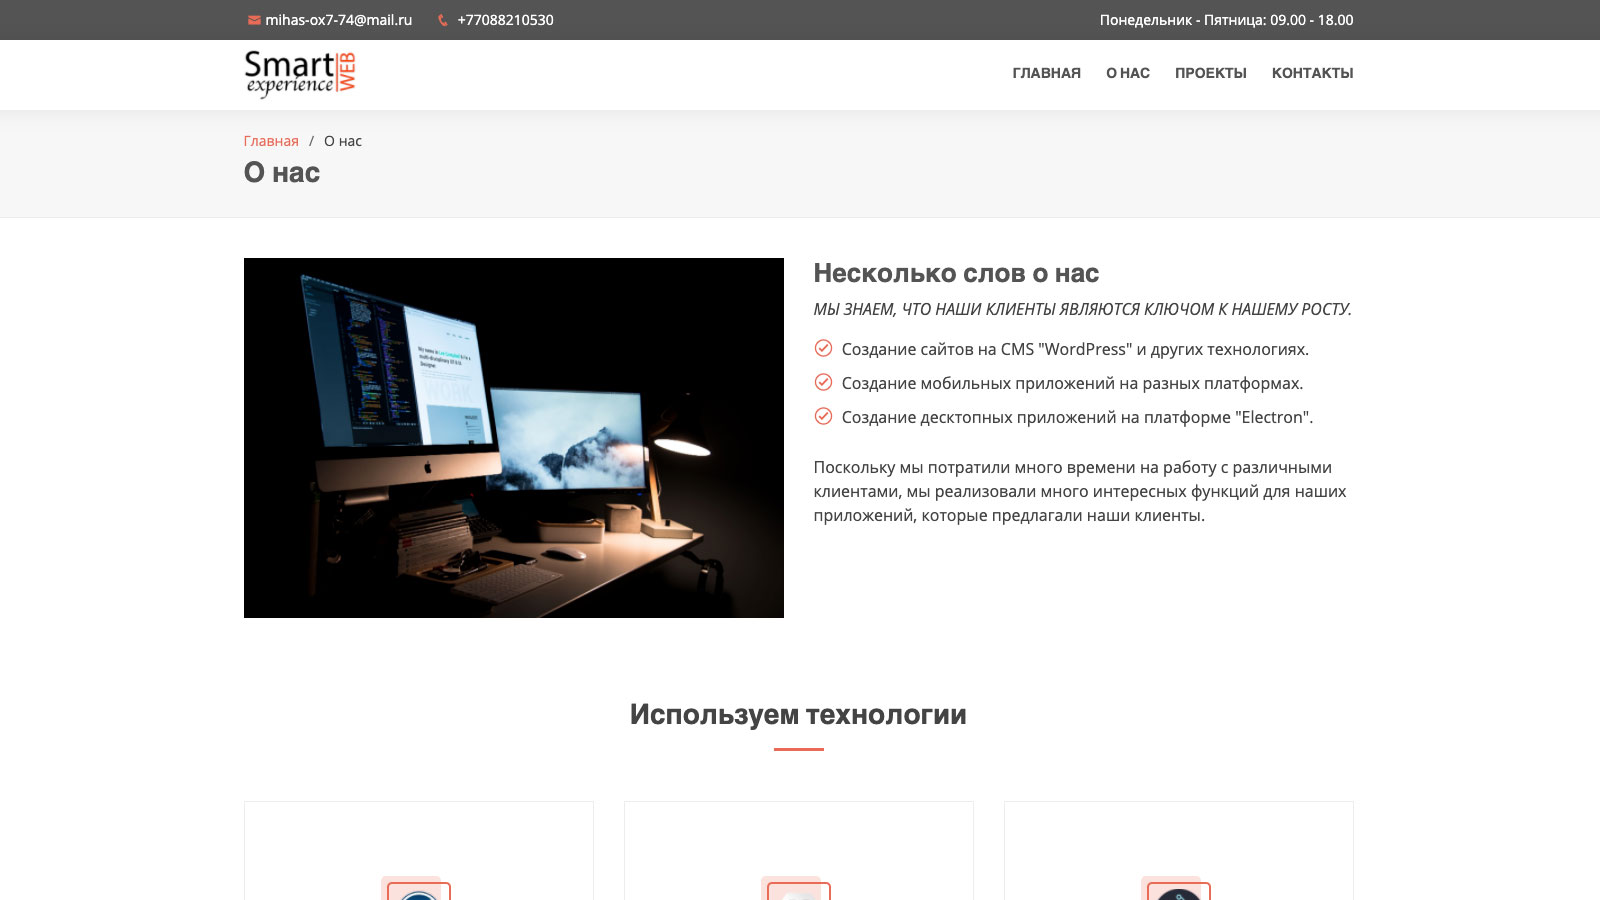 mihas-ox7-74@mail.ru +77088210530 Понедельник - Пятница: 09.00 - 18.00
Smart experience WEB
ГЛАВНАЯ О НАС ПРОЕКТЫ КОНТАКТЫ
Главная / О нас
О нас
Несколько слов о нас
МЫ ЗНАЕМ, ЧТО НАШИ КЛИЕНТЫ ЯВЛЯЮТСЯ КЛЮЧОМ К НАШЕМУ РОСТУ.
Создание сайтов на CMS "WordPress" и других технологиях.
Создание мобильных приложений на разных платформах.
Создание десктопных приложений на платформе "Electron".
Поскольку мы потратили много времени на работу с различными
клиентами, мы реализовали много интересных функций для наших
приложений, которые предлагали наши клиенты.
WORK
Используем технологии